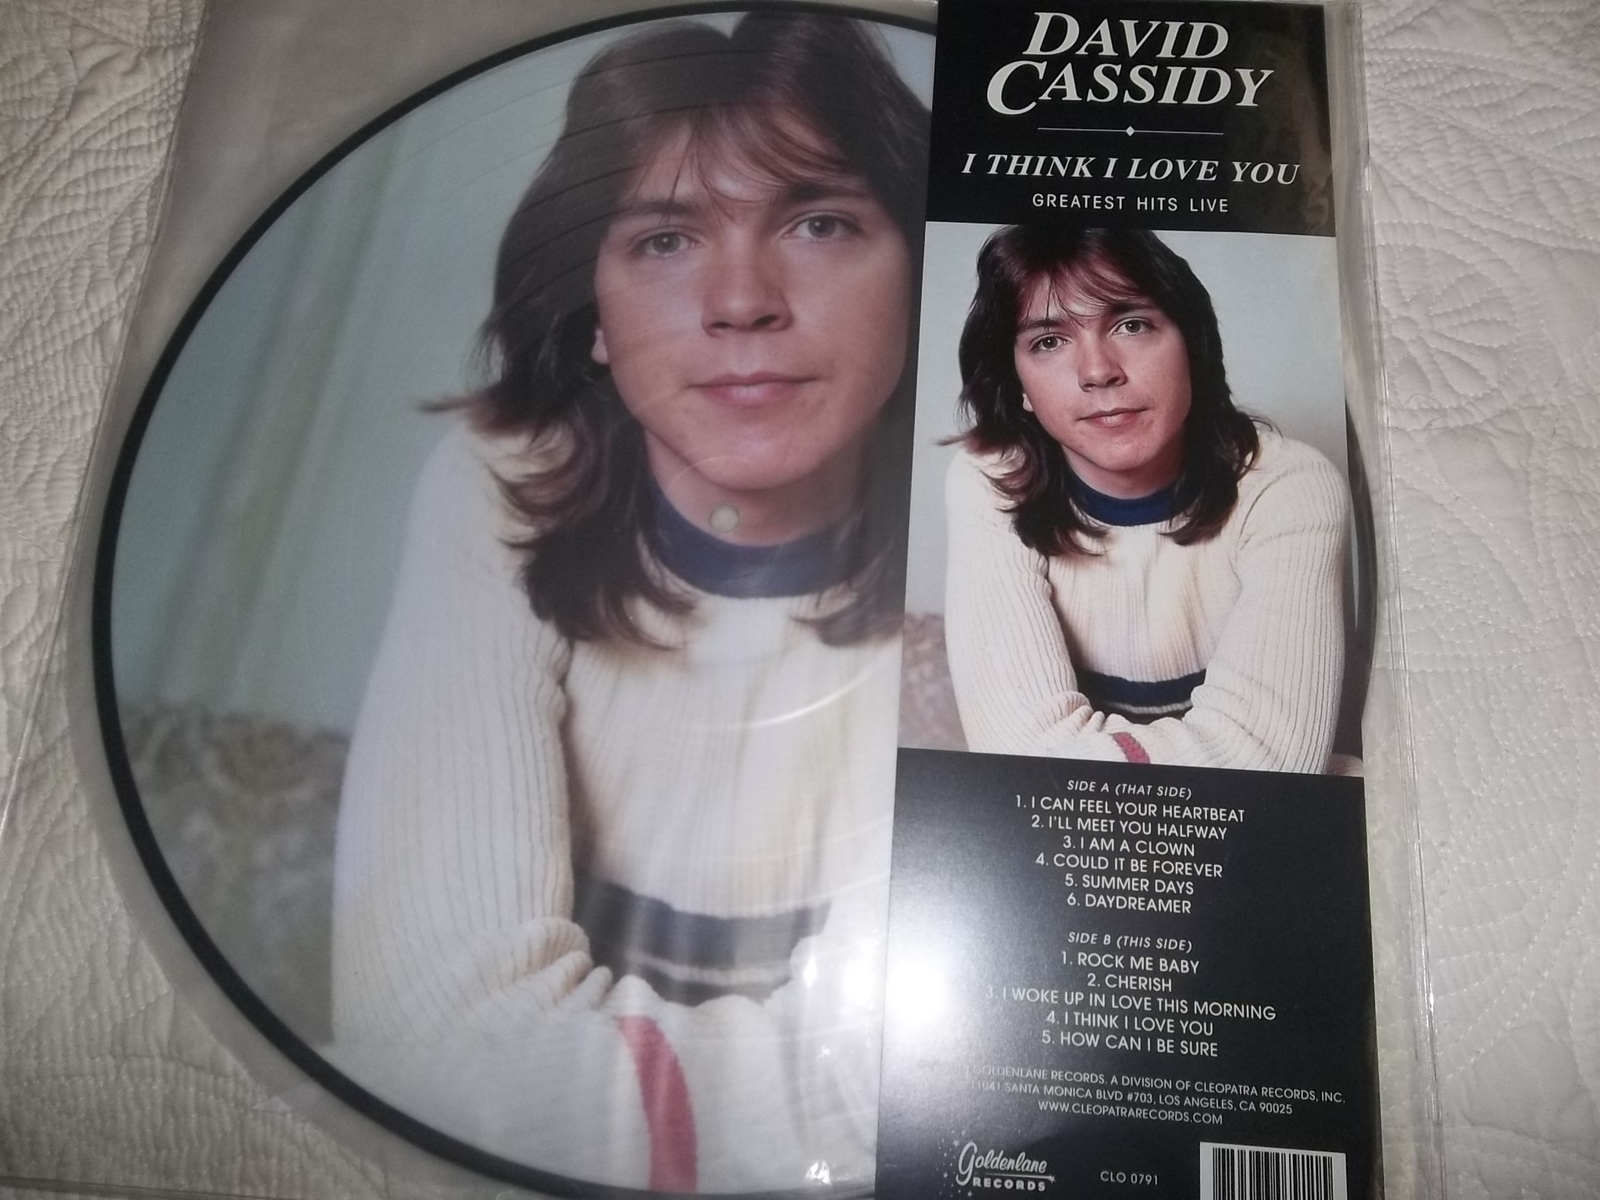 DAVID
CASSIDY
I THINK I LOVE YOU
GREATEST HITS LIVE
SIDE A (THAT SIDE)
1. I CAN FEEL YOUR HEARTBEAT
2. I'LL MEET YOU HALFWAY
3. I AM A CLOWN
4. COULD IT BE FOREVER
5. SUMMER DAYS
6. DAYDREAMER
SIDE B (THIS SIDE)
1. ROCK ME BABY
2. CHERISH
3. I WOKE UP IN LOVE THIS MORNING
4. I THINK I LOVE YOU
5. HOW CAN I BE SURE
GOLDENLANE RECORDS. A DIVISION OF CLEOPATRA RECORDS, INC.
11041 SANTA MONICA BLVD #703, LOS ANGELES, CA 90025
WWW.CLEOPATRARECORDS.COM
Goldenlane
RECORDS
CLO 0791